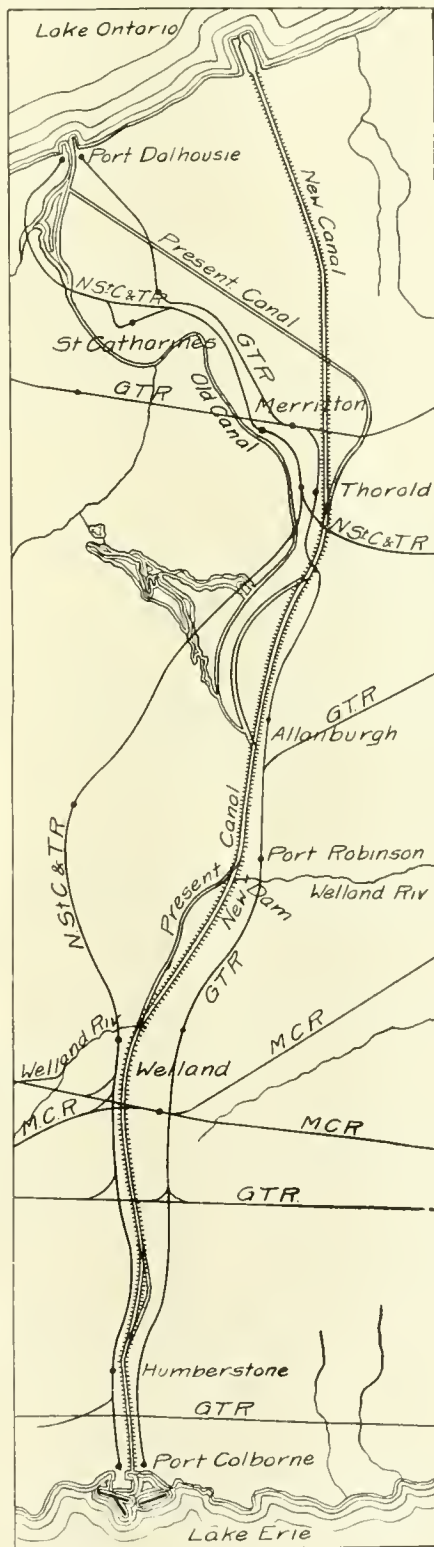 Lake Ontario
Port Dalhousie
New Canal
Present Canal
N.St.C & T.R
St Catharines
GTR
GTR
Old Canal
Merritton
Thorold
N.St.C & T.R
GT.R
Allanburgh
N.St.C & T.R
Present Canal
Port Robinson
Welland Riv
New Dam
GTR
Welland Riv
Welland
MCR
M.C.R
MCR
GTR.
Humberstone
GTR
Port Colborne
Lake Erie